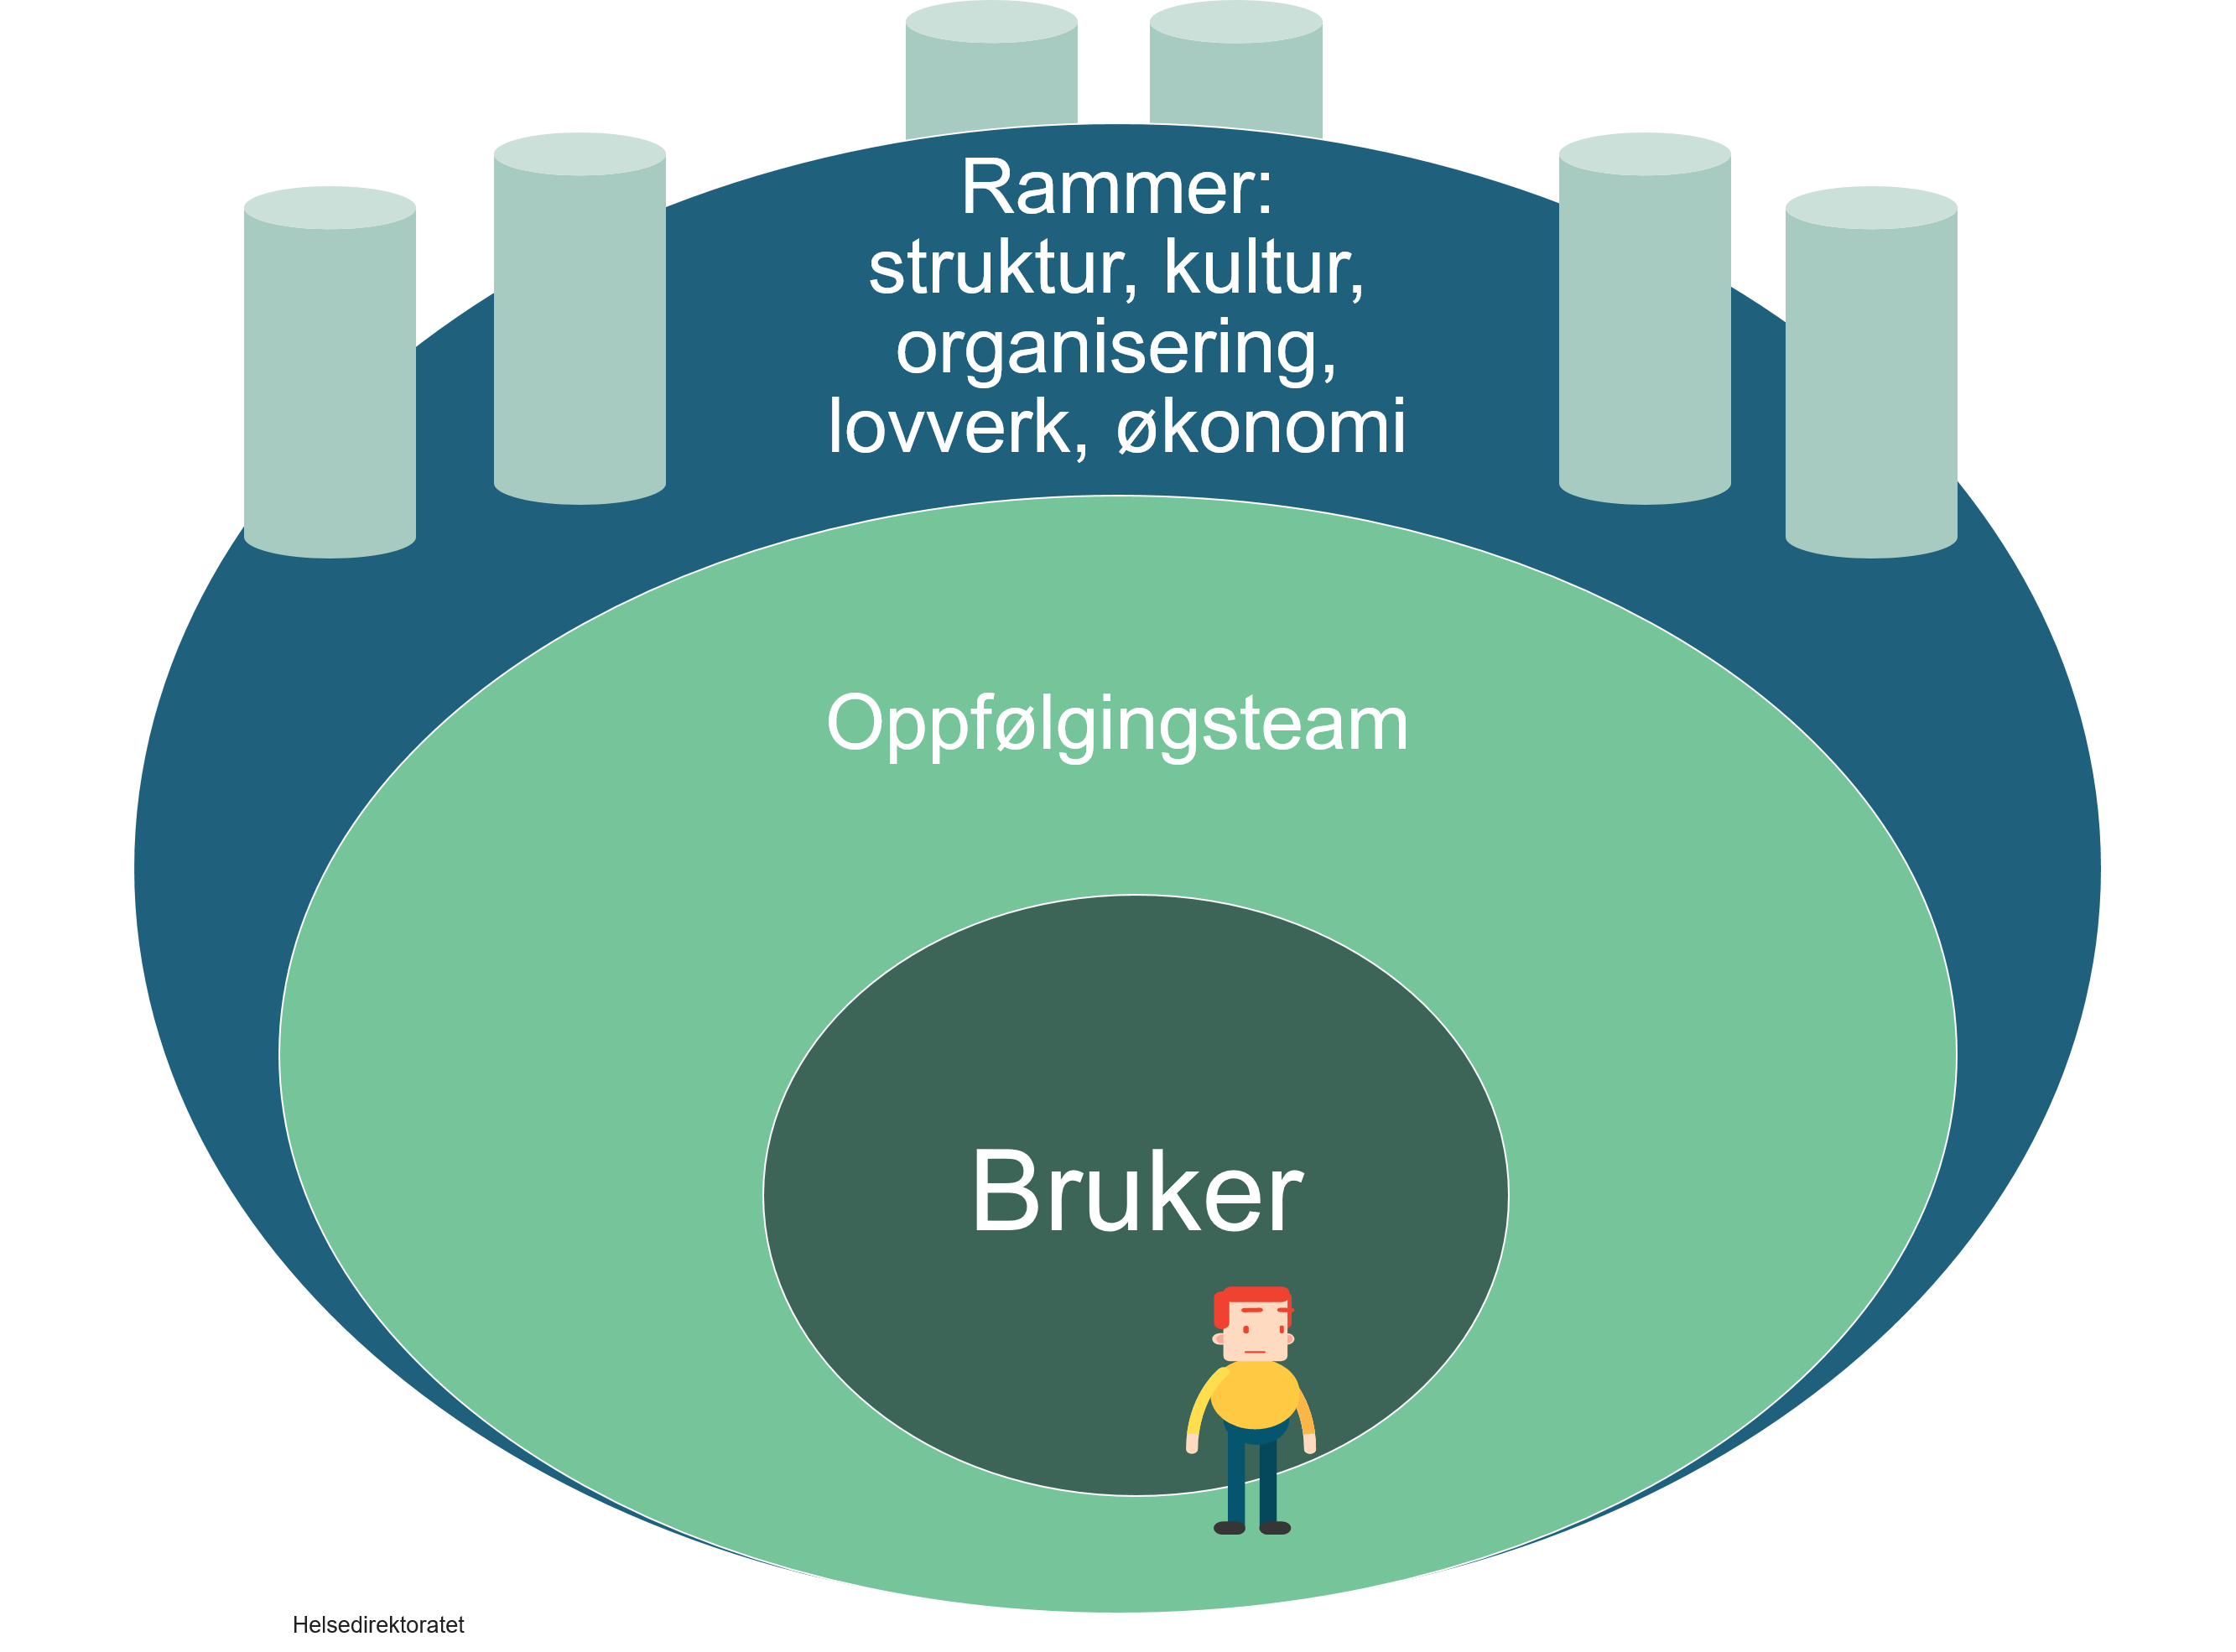 Rammer:
struktur, kultur,
organisering,
lovverk, økonomi
Oppfølgingsteam
Bruker
Helsedirektoratet